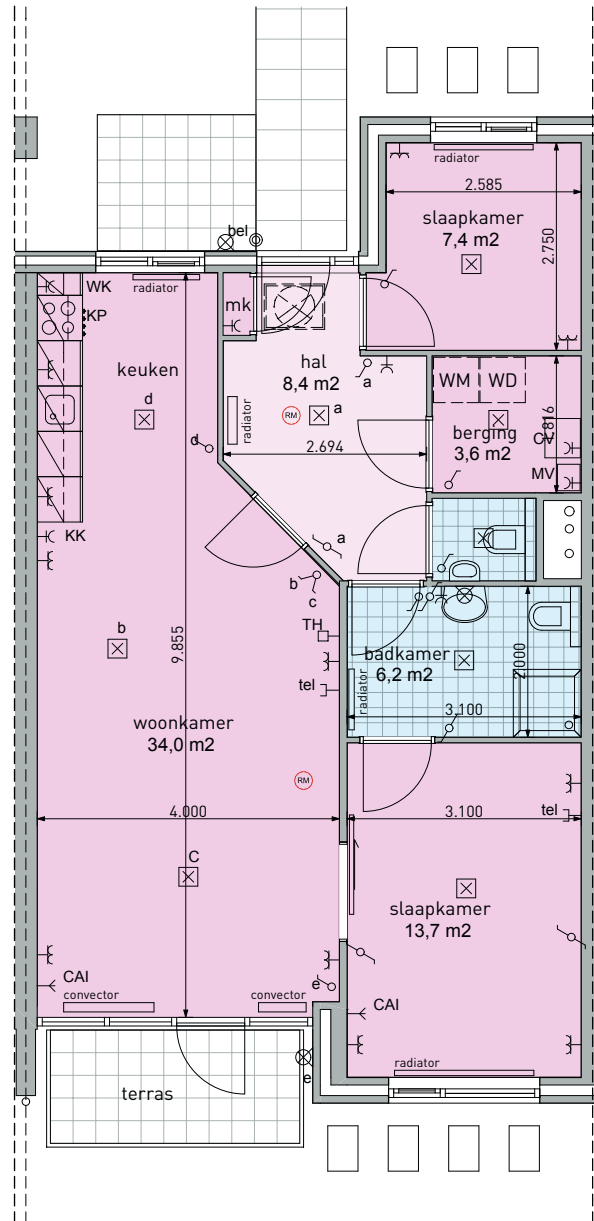 radiator
2.585
slaapkamer
7,4 m2
2.750
bel
WK
radiator
KP
mk
keuken
hal
8,4 m2
a
WM WD
d
RM
a
radiator
berging
3,6 m2
2.816
CV
MV
d
2.694
KK
a
b
c
TH
b
9.855
tel
badkamer
6,2 m2
2.000
radiator
3.100
woonkamer
34,0 m2
RM
4.000
3.100
tel
C
slaapkamer
13,7 m2
CAI
e
convector
convector
CAI
radiator
e
terras